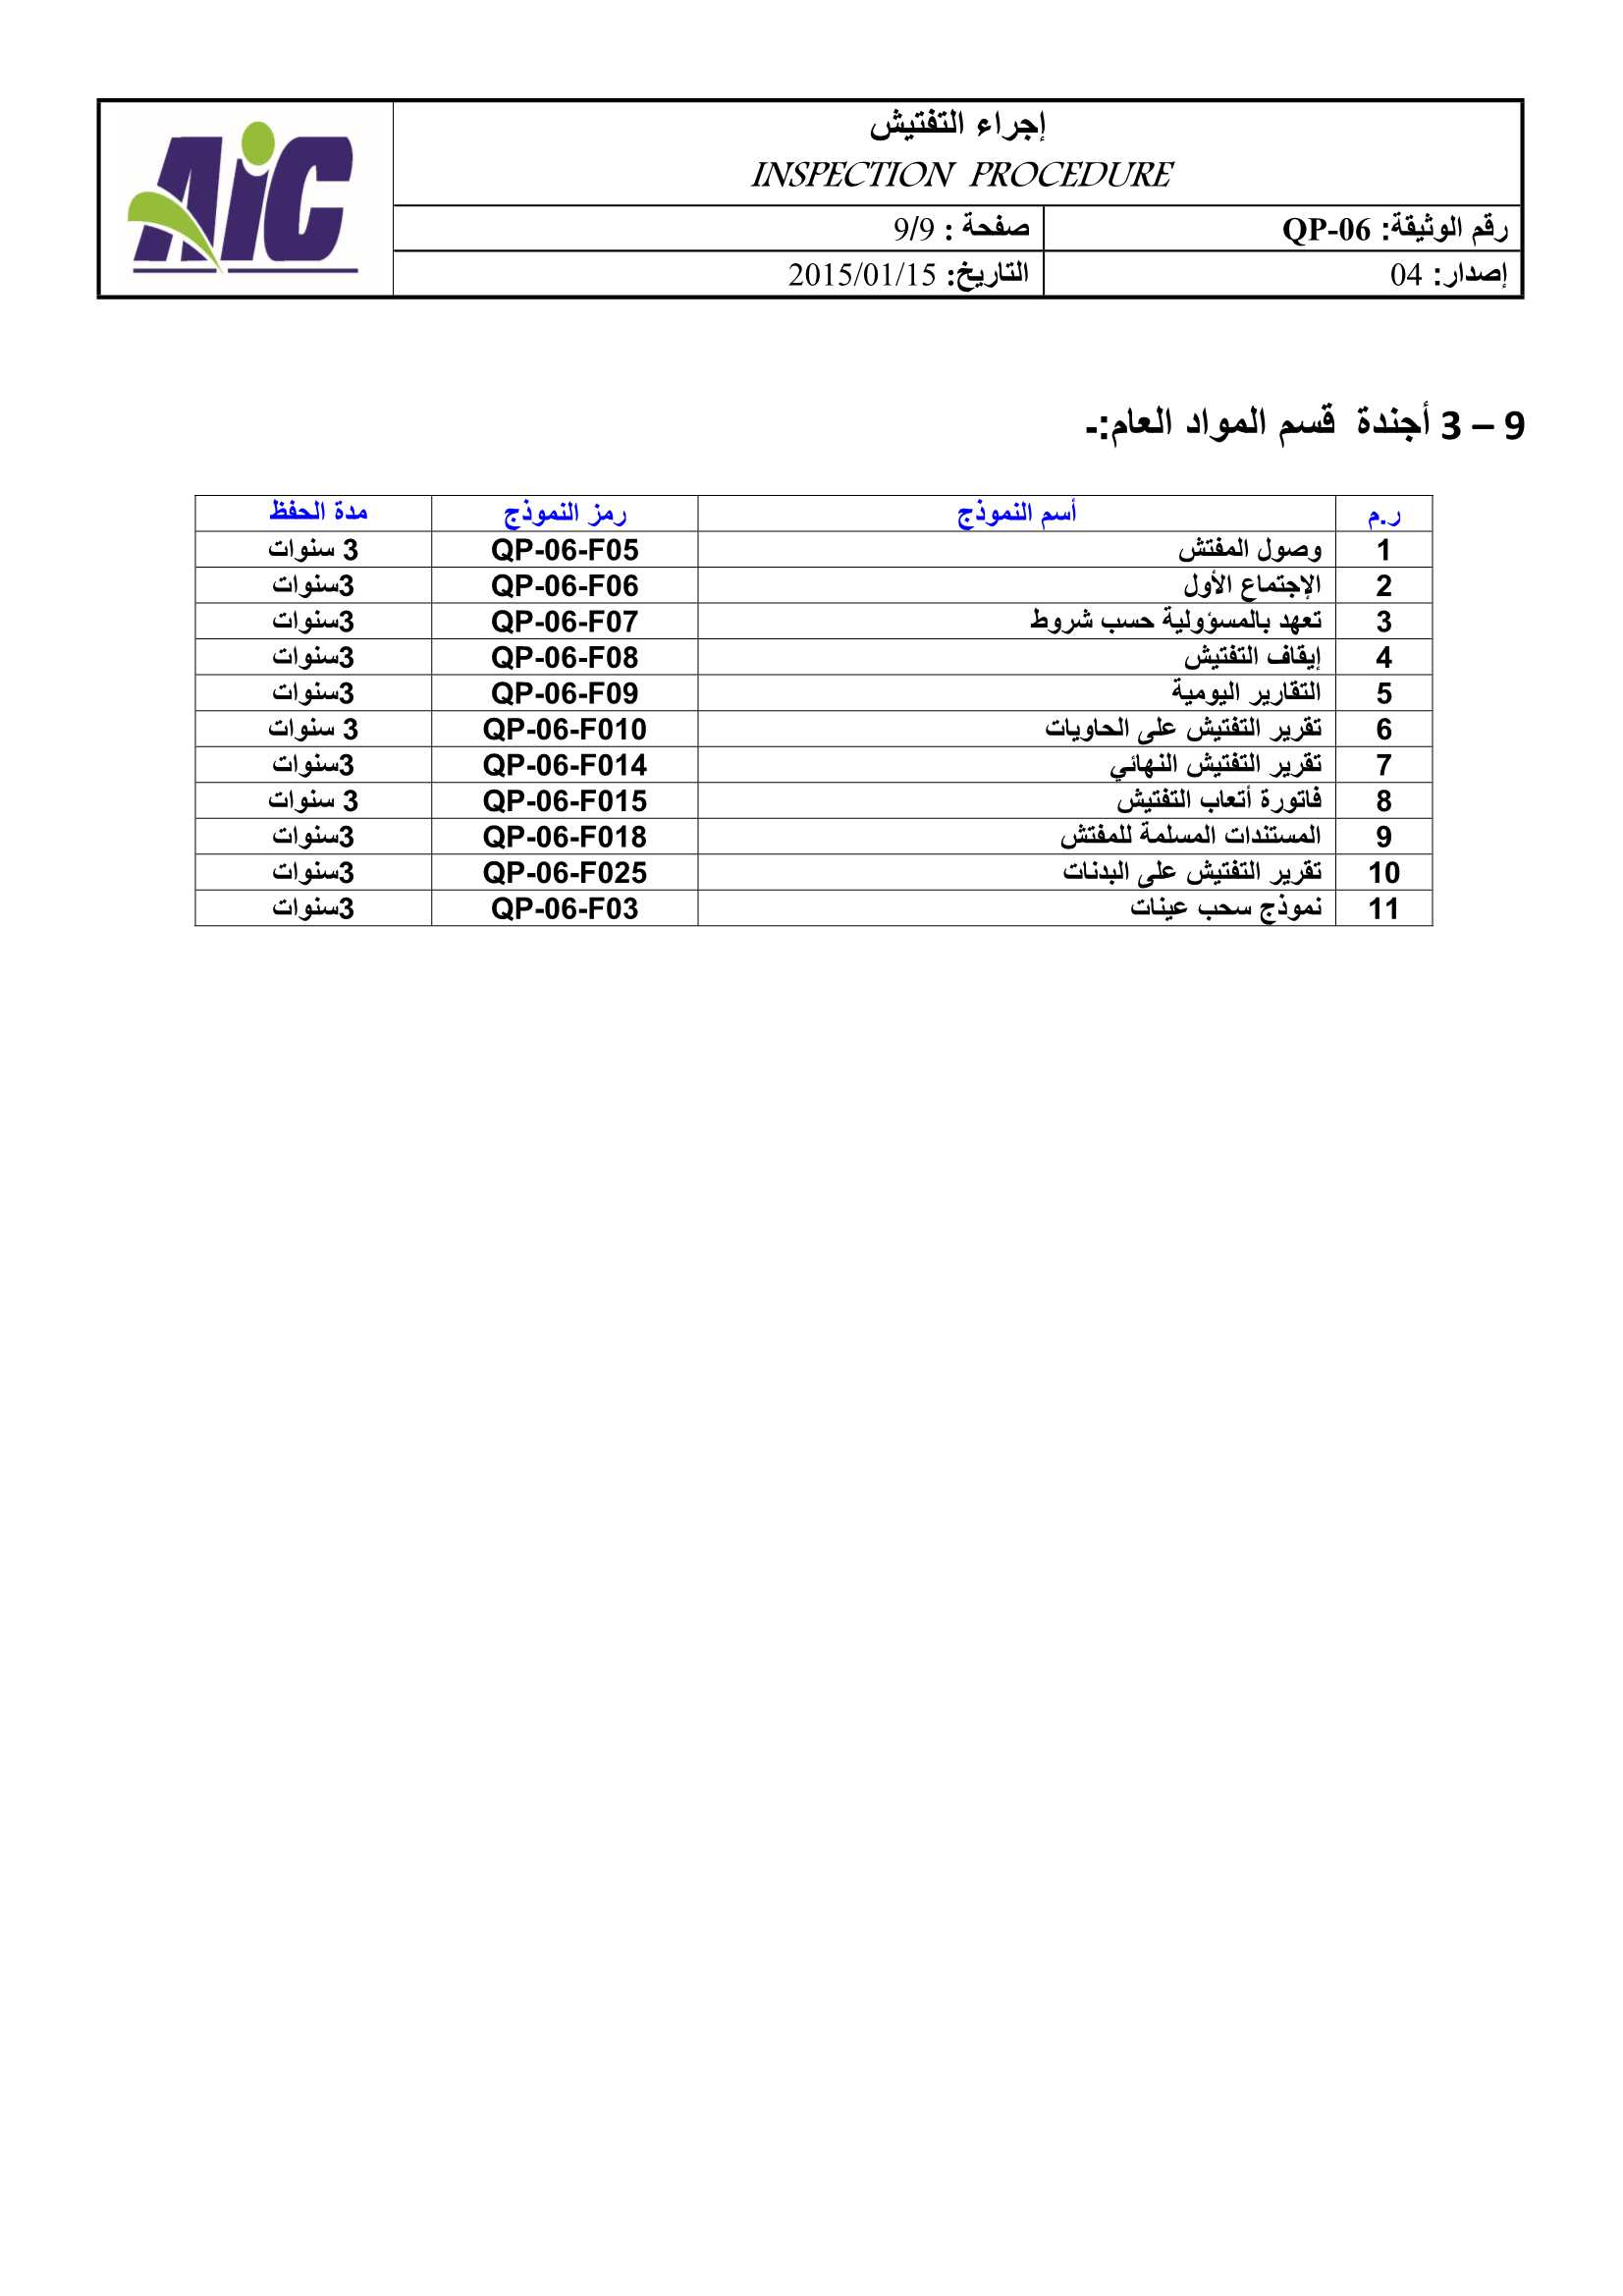 AiC
إجراء التفتيش
INSPECTION PROCEDURE
رقم الوثيقة: QP-06 صفحة : 9/9
إصدار: 04 التاريخ: 2015/01/15
9 – 3 أجندة قسم المواد العام:-
ر.م أسم النموذج رمز النموذج مدة الحفظ
1 وصول المفتش QP-06-F05 3 سنوات
2 الإجتماع الأول QP-06-F06 3سنوات
3 تعهد بالمسؤولية حسب شروط QP-06-F07 3سنوات
4 إيقاف التفتيش QP-06-F08 3سنوات
5 التقارير اليومية QP-06-F09 3سنوات
6 تقرير التفتيش على الحاويات QP-06-F010 3 سنوات
7 تقرير التفتيش النهائي QP-06-F014 3سنوات
8 فاتورة أتعاب التفتيش QP-06-F015 3 سنوات
9 المستندات المسلمة للمفتش QP-06-F018 3سنوات
10 تقرير التفتيش على البدنات QP-06-F025 3سنوات
11 نموذج سحب عينات QP-06-F03 3سنوات